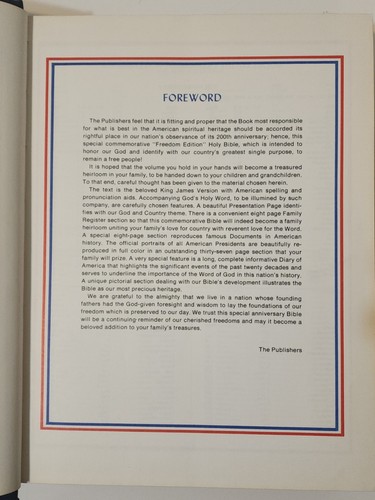 FOREWORD
The Publishers feel that it is fitting and proper that the Book most responsible
for what is best in the American spiritual heritage should be accorded its
rightful place in our nation's observance of its 200th anniversary; hence, this
special commemorative "Freedom Edition" Holy Bible, which is intended to
honor our God and identify with our country's greatest single purpose, to
remain a free people!
It is hoped that the volume you hold in your hands will become a treasured
heirloom in your family, to be handed down to your children and grandchildren.
To that end, careful thought has been given to the material chosen herein.
The text is the beloved King James Version with American spelling and
pronunciation aids. Accompanying God's Holy Word, to be illumined by such
company, are carefully chosen features. A beautiful Presentation Page identi-
fies with our God and Country theme. There is a convenient eight page Family
Register section so that this commemorative Bible will indeed become a family
heirloom uniting your family's love for country with reverent love for the Word.
A special eight-page section reproduces famous Documents in American
history. The official portraits of all American Presidents are beautifully re-
produced in full color in an outstanding thirty-seven page section that your
family will prize. A very special feature is a long, complete informative Diary of
America that highlights the significant events of the past twenty decades and
serves to underline the importance of the Word of God in this nation's history.
A unique pictorial section dealing with our Bible's development illustrates the
Bible as our most precious heritage.
We are grateful to the almighty that we live in a nation whose founding
fathers had the God-given foresight and wisdom to lay the foundations of our
freedom which is preserved to our day. We trust this special anniversary Bible
will be a continuing reminder of our cherished freedoms and may it become a
beloved addition to your family's treasures.
The Publishers